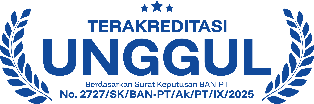 TERAKREDITASI
UNGGUL
Berdasarkan Surat Keputusan BAN-PT
No. 2727/SK/BAN-PT/Ak/PT/IX/2025